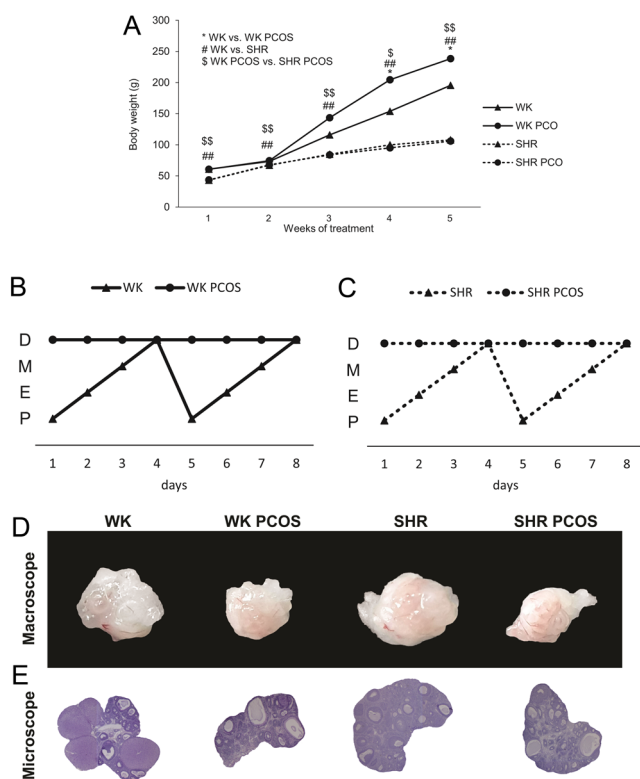 A
* WK vs. WK PCOS
# WK vs. SHR
$ WK PCOS vs. SHR PCOS
Body weight (g)
300
250
200
150
100
50
0
$$
##
$$
##
$$
##
$
##
*
$$
##
*
1 2 3 4 5
Weeks of treatment
WK
WK PCO
SHR
SHR PCO
B
WK WK PCOS
D
M
E
P
1 2 3 4 5 6 7 8
days
C
SHR SHR PCOS
D
M
E
P
1 2 3 4 5 6 7 8
days
D
WK WK PCOS SHR SHR PCOS
Macroscope
E
Microscope